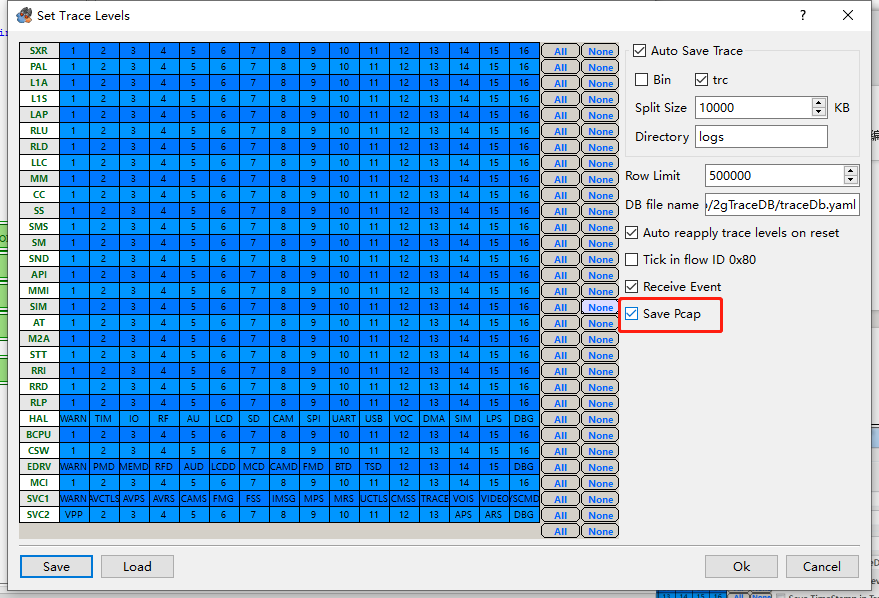 Set Trace Levels ? ×
SXR 1 2 3 4 5 6 7 8 9 10 11 12 13 14 15 16 All None
PAL 1 2 3 4 5 6 7 8 9 10 11 12 13 14 15 16 All None
L1A 1 2 3 4 5 6 7 8 9 10 11 12 13 14 15 16 All None
L1S 1 2 3 4 5 6 7 8 9 10 11 12 13 14 15 16 All None
LAP 1 2 3 4 5 6 7 8 9 10 11 12 13 14 15 16 All None
RLU 1 2 3 4 5 6 7 8 9 10 11 12 13 14 15 16 All None
RLD 1 2 3 4 5 6 7 8 9 10 11 12 13 14 15 16 All None
LLC 1 2 3 4 5 6 7 8 9 10 11 12 13 14 15 16 All None
MM 1 2 3 4 5 6 7 8 9 10 11 12 13 14 15 16 All None
CC 1 2 3 4 5 6 7 8 9 10 11 12 13 14 15 16 All None
SS 1 2 3 4 5 6 7 8 9 10 11 12 13 14 15 16 All None
SMS 1 2 3 4 5 6 7 8 9 10 11 12 13 14 15 16 All None
SM 1 2 3 4 5 6 7 8 9 10 11 12 13 14 15 16 All None
SND 1 2 3 4 5 6 7 8 9 10 11 12 13 14 15 16 All None
API 1 2 3 4 5 6 7 8 9 10 11 12 13 14 15 16 All None
MMI 1 2 3 4 5 6 7 8 9 10 11 12 13 14 15 16 All None
SIM 1 2 3 4 5 6 7 8 9 10 11 12 13 14 15 16 All None
AT 1 2 3 4 5 6 7 8 9 10 11 12 13 14 15 16 All None
M2A 1 2 3 4 5 6 7 8 9 10 11 12 13 14 15 16 All None
STT 1 2 3 4 5 6 7 8 9 10 11 12 13 14 15 16 All None
RRI 1 2 3 4 5 6 7 8 9 10 11 12 13 14 15 16 All None
RRD 1 2 3 4 5 6 7 8 9 10 11 12 13 14 15 16 All None
RLP 1 2 3 4 5 6 7 8 9 10 11 12 13 14 15 16 All None
HAL WARN TIM IO RF AU LCD SD CAM SPI UART USB VOC DMA SIM LPS DBG All None
BCPU 1 2 3 4 5 6 7 8 9 10 11 12 13 14 15 16 All None
CSW 1 2 3 4 5 6 7 8 9 10 11 12 13 14 15 16 All None
EDRV WARN PMD MEMD RFD AUD LCDD MCD CAMD FMD BTD TSD 12 13 14 15 DBG All None
MCI 1 2 3 4 5 6 7 8 9 10 11 12 13 14 15 16 All None
SVC1 WARN AVCTLS AVPS AVRS CAMS FMG FSS IMSG MPS MRS UCTLS CMSS TRACE VOIS VIDEO YSCMD All None
SVC2 VPP 2 3 4 5 6 7 8 9 10 11 12 13 APS ARS DBG All None
All None
Auto Save Trace
Bin trc
Split Size 10000 KB
Directory logs
Row Limit 500000
DB file name /2gTraceDB/traceDb.yaml
Auto reapply trace levels on reset
Tick in flow ID 0x80
Receive Event
Save Pcap
Save Load Ok Cancel